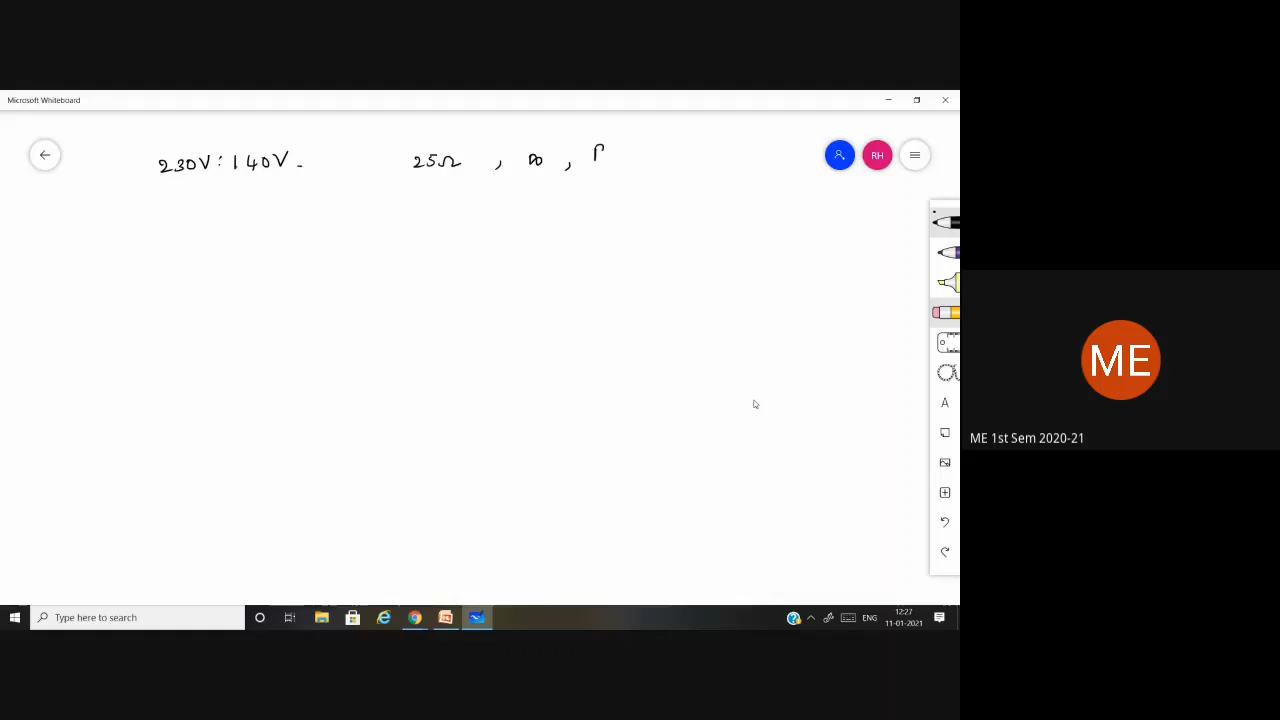 Microsoft Whiteboard
230V:140V. 25Ω , ∞ ,
RH
A
ME
ME 1st Sem 2020-21
Type here to search
ENG
12:27
11-01-2021